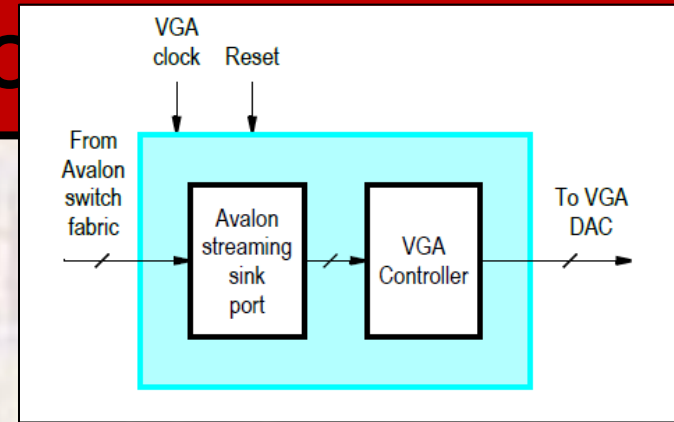 VGA
clock
Reset
From
Avalon
switch
fabric
Avalon
streaming
sink
port
VGA
Controller
To VGA
DAC